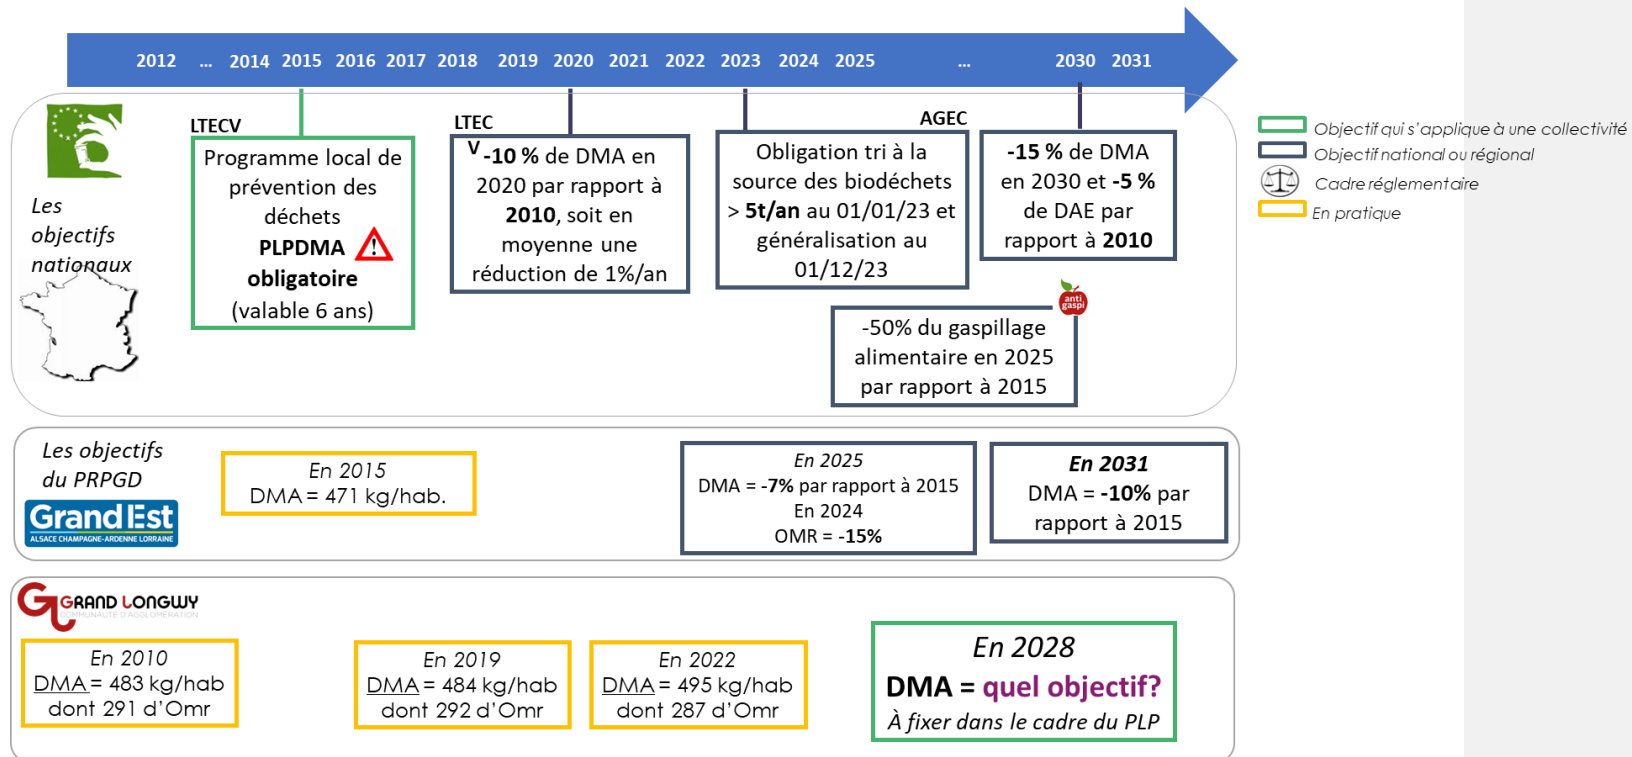 2012 ... 2014 2015 2016 2017 2018 2019 2020 2021 2022 2023 2024 2025 ... 2030 2031
Les
objectifs
nationaux
LTECV
Programme local de
prévention des
déchets
PLPDMA
obligatoire
(valable 6 ans)
LTEC
V
-10 % de DMA en
2020 par rapport à
2010, soit en
moyenne une
réduction de 1%/an
AGEC
Obligation tri à la
source des biodéchets
> 5t/an au 01/01/23 et
généralisation au
01/12/23
-15 % de DMA
en 2030 et -5 %
de DAE par
rapport à 2010
anti
gaspi
-50% du gaspillage
alimentaire en 2025
par rapport à 2015
Objectif qui s'applique à une collectivité
Objectif national ou régional
Cadre réglementaire
En pratique
Les objectifs
du PRPGD
Grand Est
ALSACE CHAMPAGNE-ARDENNE LORRAINE
En 2015
DMA = 471 kg/hab.
En 2025
DMA = -7% par rapport à 2015
En 2024
OMR = -15%
En 2031
DMA = -10% par
rapport à 2015
GRAND LONGWY
COMMUNAUTÉ D'AGGLOMÉRATION
En 2010
DMA = 483 kg/hab
dont 291 d'Omr
En 2019
DMA = 484 kg/hab
dont 292 d'Omr
En 2022
DMA = 495 kg/hab
dont 287 d'Omr
En 2028
DMA = quel objectif?
À fixer dans le cadre du PLP